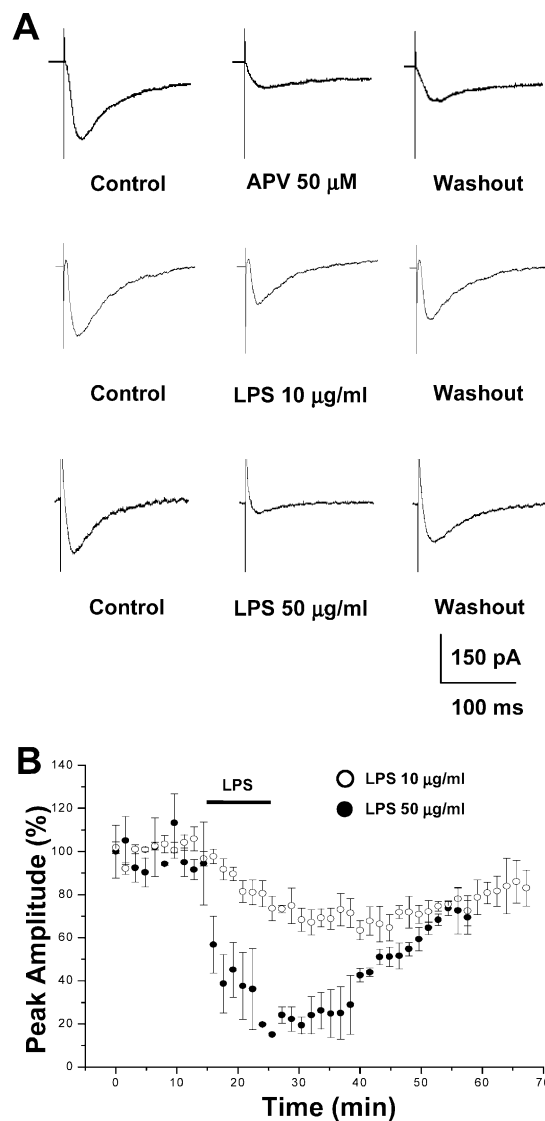 A
Control APV 50 μM Washout
Control LPS 10 μg/ml Washout
Control LPS 50 μg/ml Washout
150 pA
100 ms
B
LPS
LPS 10 μg/ml
LPS 50 μg/ml
Peak Amplitude (%)
140
120
100
80
60
40
20
0
0 10 20 30 40 50 60 70
Time (min)